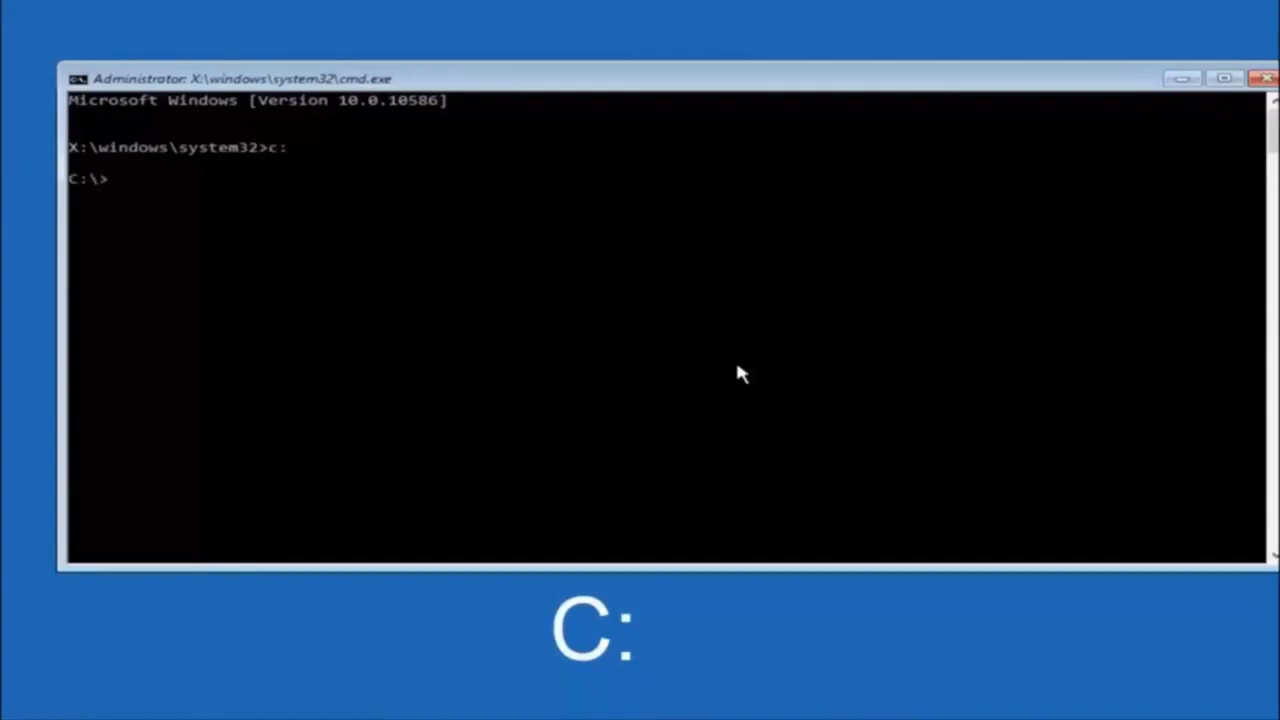 Administrator: X:\windows\system32\cmd.exe
Microsoft Windows [Version 10.0.10586]
X:\windows\system32>c:
C:\>
C: